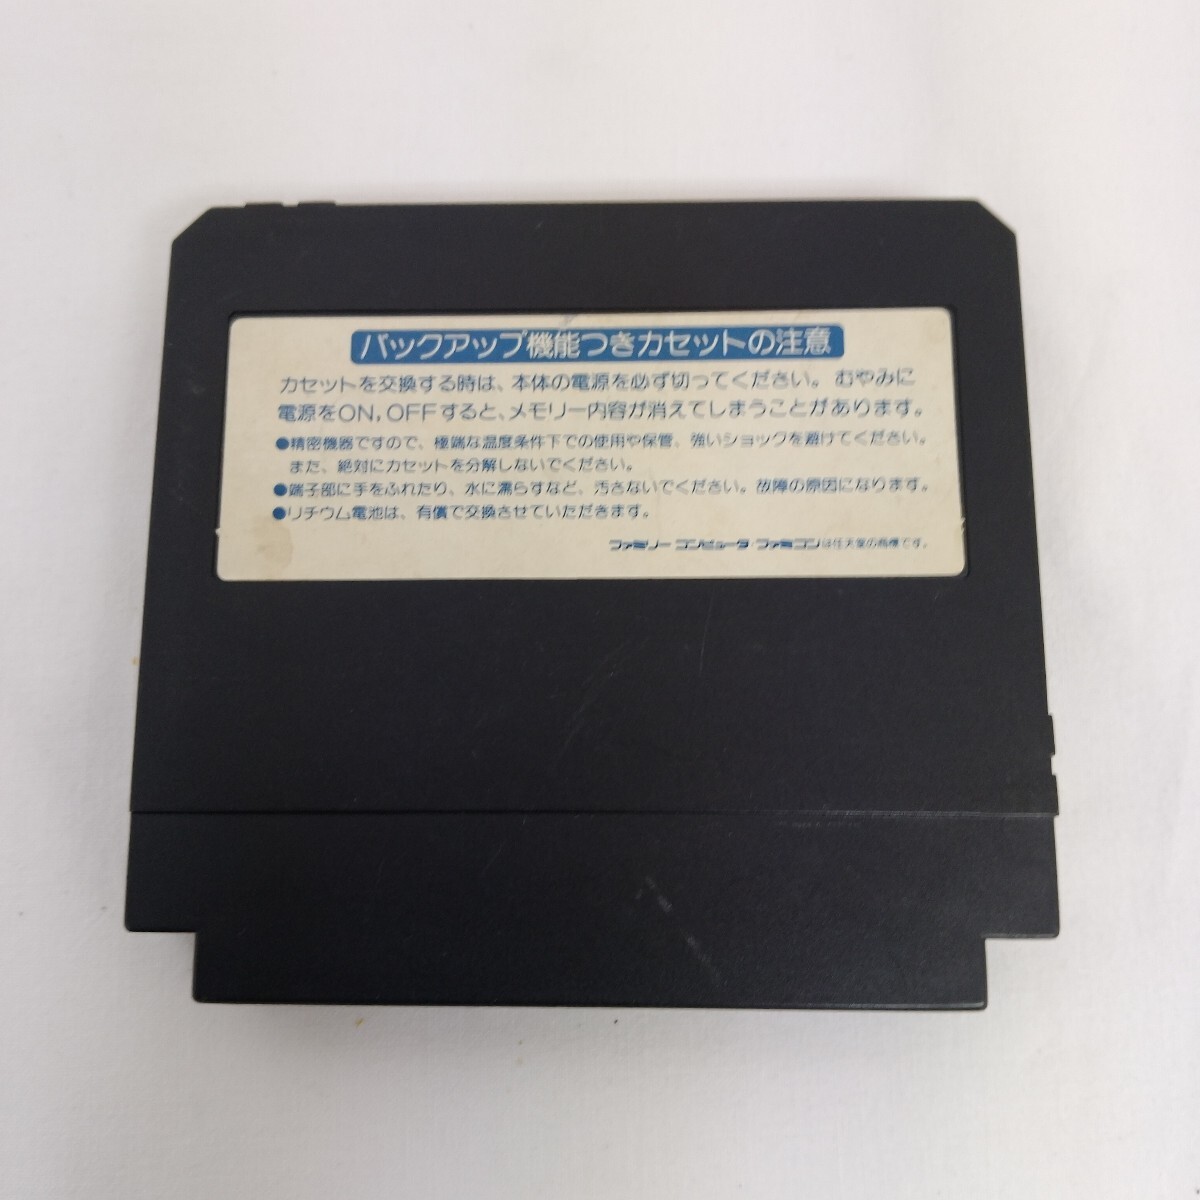 バックアップ機能つきカセットの注意
カセットを交換する時は、本体の電源を必ず切ってください。むやみに
電源をON,OFFすると、メモリー内容が消えてしまうことがあります。
●精密機器ですので、極端な温度条件下での使用や保管、強いショックを避けてください。
また、絶対にカセットを分解しないでください。
●端子部に手をふれたり、水に濡らすなど、汚さないでください。故障の原因になります。
●リチウム電池は、有償で交換させていただきます。
ファミリーコンピュータ・ファミコンは任天堂の商標です。